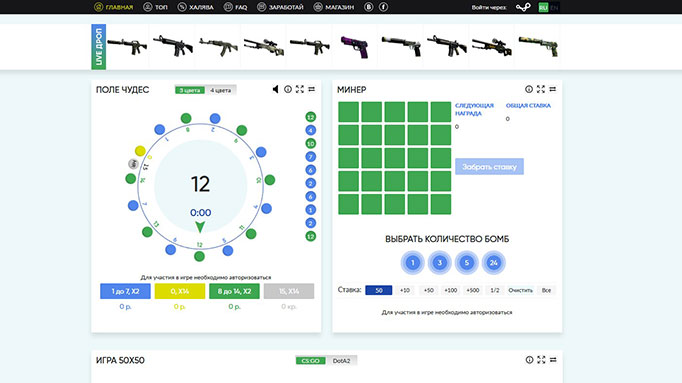 ГЛАВНАЯ ТОП ХАЛЯВА FAQ ЗАРАБОТАЙ МАГАЗИН Войти через: RU EN
LIVE ДРОП
ПОЛЕ ЧУДЕС 3 цвета 4 цвета
12
4
10
7
6
2
6
1
2
12
12
0:00
Для участия в игре необходимо авторизоваться
1 до 7, X2 0, X14 8 до 14, X2 15, X14
0 р. 0 р. 0 р. 0 кр.
МИНЕР
СЛЕДУЮЩАЯ НАГРАДА
0
ОБЩАЯ СТАВКА
0
Забрать ставку
ВЫБРАТЬ КОЛИЧЕСТВО БОМБ
1 3 5 24
Ставка: 50 +10 +50 +100 +500 1/2 Очистить Все
Для участия в игре необходимо авторизоваться
ИГРА 50X50 CS:GO DotA2